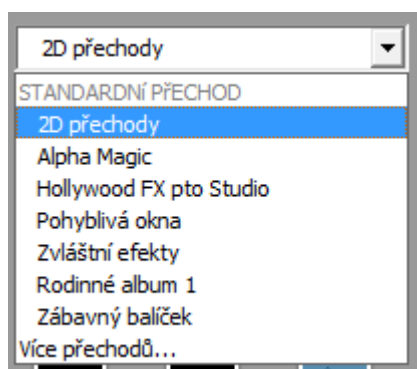 2D přechody
STANDARDNí PřECHOD
2D přechody
Alpha Magic
Hollywood FX pto Studio
Pohyblivá okna
Zvláštní efekty
Rodinné album 1
Zábavný balíček
Více přechodů...